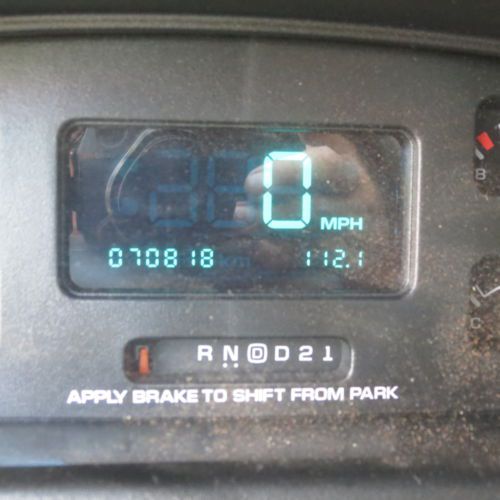 0 MPH
070818 112.1
R N D D 2 1
APPLY BRAKE TO SHIFT FROM PARK